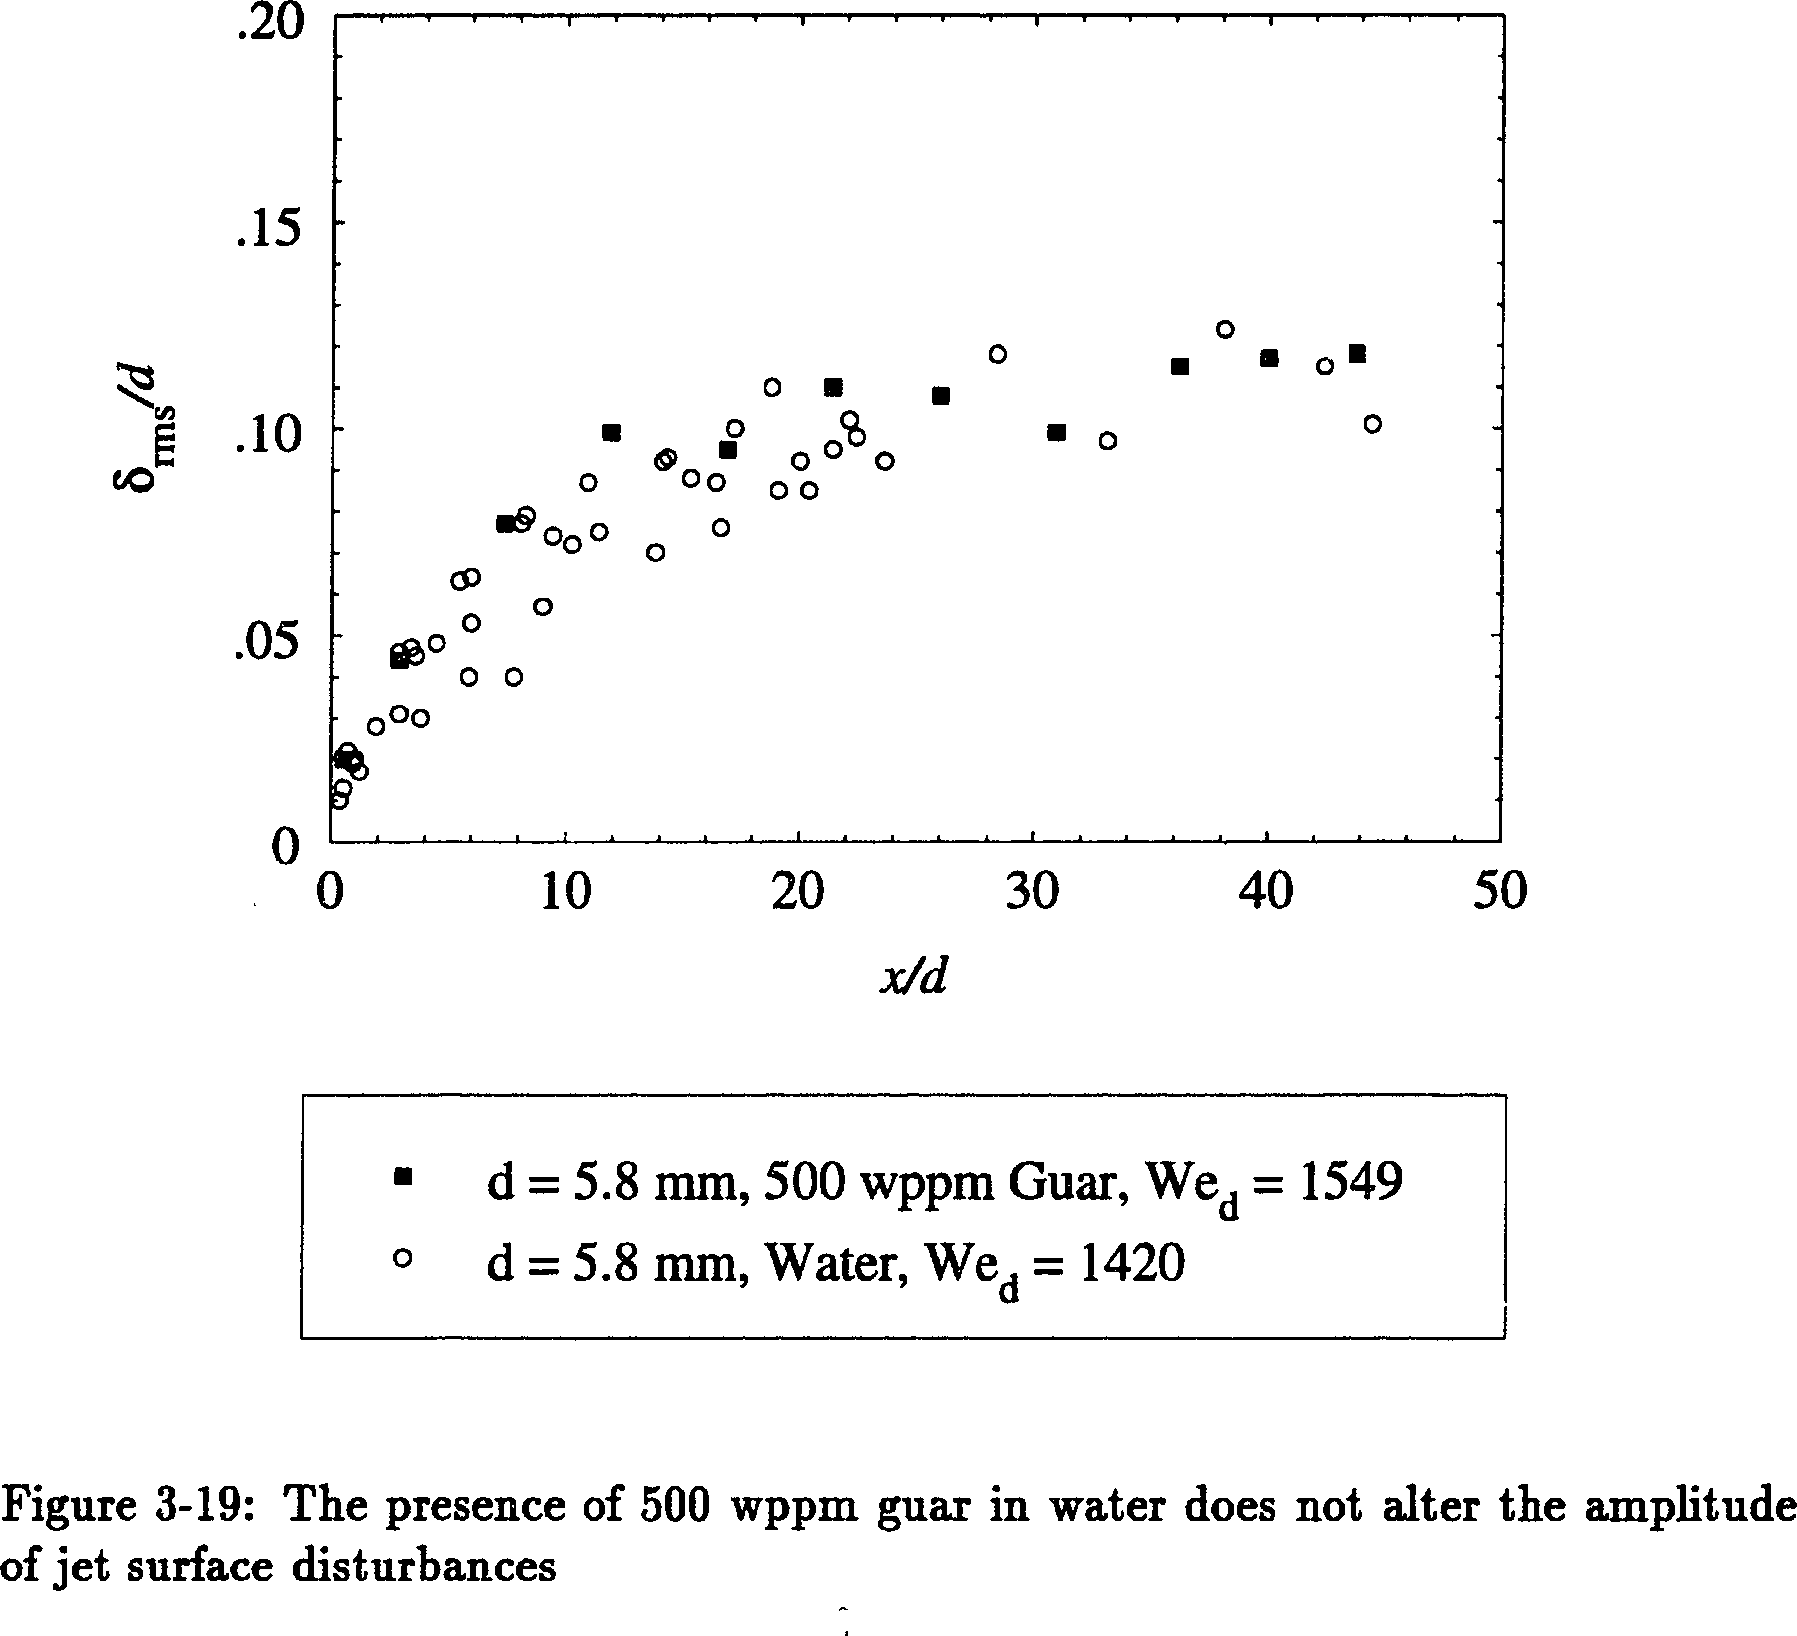 .20
.15
.10
.05
0
δrms/d
0 10 20 30 40 50
x/d
d = 5.8 mm, 500 wppm Guar, Wed = 1549
d = 5.8 mm, Water, Wed = 1420
Figure 3-19: The presence of 500 wppm guar in water does not alter the amplitude
of jet surface disturbances